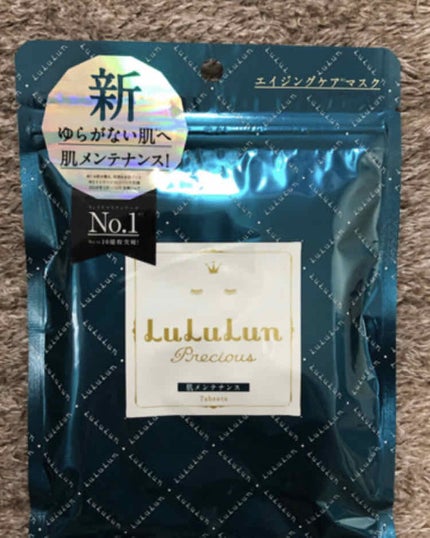 エイジングケア マスク
新
ゆらがない肌へ
肌メンテナンス!
No.1
LuLuLun
Precious
肌メンテナンス
7sheets